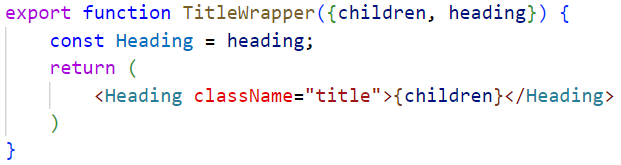 export function TitleWrapper({children, heading}) {
    const Heading = heading;
    return (
        <Heading className="title">{children}</Heading>
    )
}